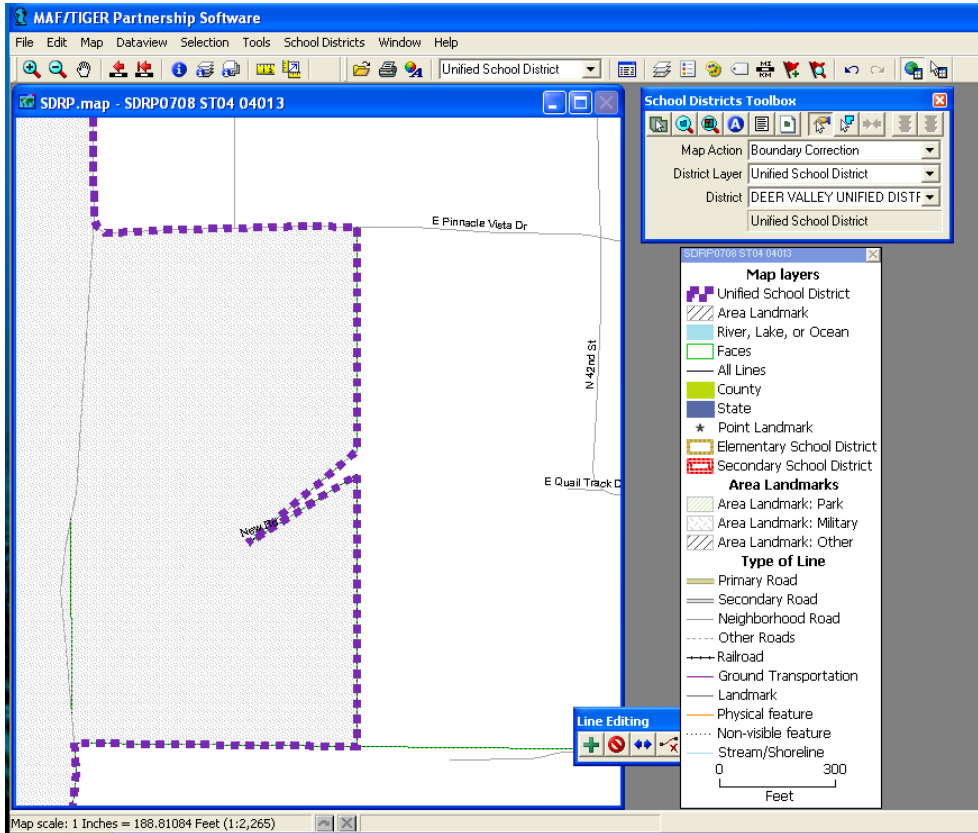 MAF/TIGER Partnership Software
File Edit Map Dataview Selection Tools School Districts Window Help
Unified School District
SDRP.map - SDRP0708 ST04 04013
E Pinnacle Vista Dr
N 42nd St
E Quail Track D
School Districts Toolbox
Map Action Boundary Correction
District Layer Unified School District
District DEER VALLEY UNIFIED DISTF
Unified School District
SDRP0708 ST04 04013
Map layers
Unified School District
Area Landmark
River, Lake, or Ocean
Faces
All Lines
County
State
Point Landmark
Elementary School District
Secondary School District
Area Landmarks
Area Landmark: Park
Area Landmark: Military
Area Landmark: Other
Type of Line
Primary Road
Secondary Road
Neighborhood Road
Other Roads
Railroad
Ground Transportation
Landmark
Physical feature
Non-visible feature
Stream/Shoreline
0 300
Feet
Line Editing
Map scale: 1 Inches = 188.81084 Feet (1:2,265)